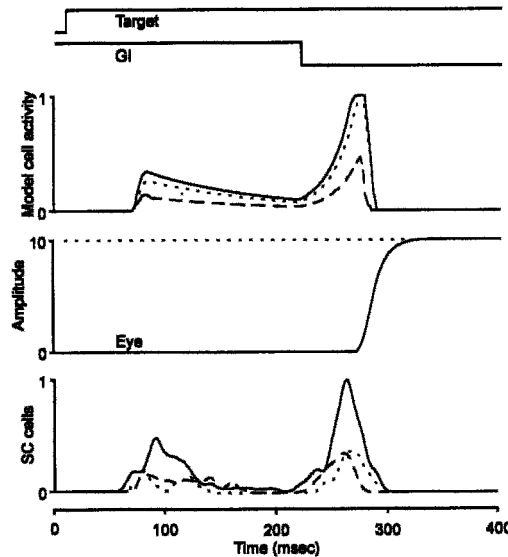 Target
GI
1
Model cell activity
0
10
Amplitude
Eye
0
1
SC cells
0
0 100 200 300 400
Time (msec)